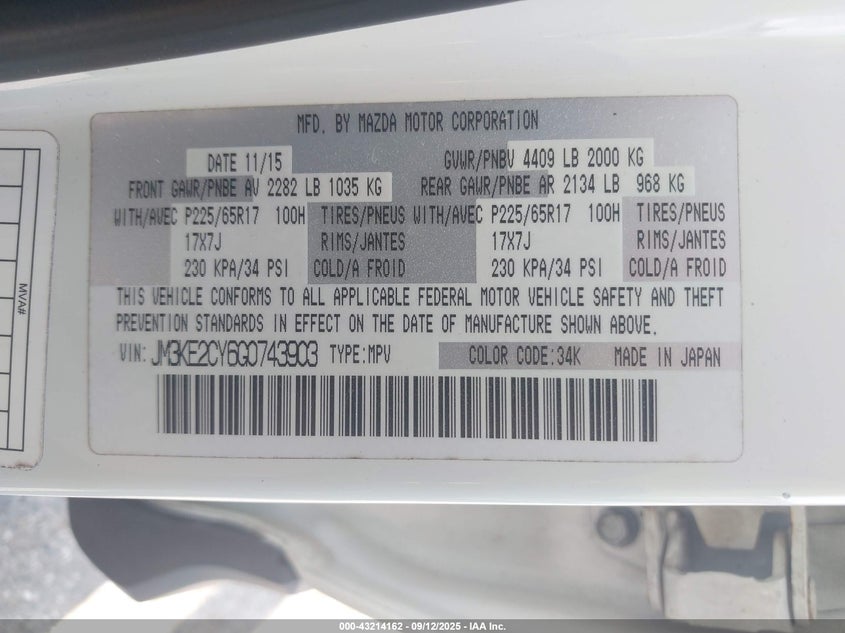 MFD. BY MAZDA MOTOR CORPORATION
DATE 11/15 GVWR/PNBV 4409 LB 2000 KG
FRONT GAWR/PNBE AV 2282 LB 1035 KG REAR GAWR/PNBE AR 2134 LB 968 KG
WITH/AVEC P225/65R17 100H TIRES/PNEUS WITH/AVEC P225/65R17 100H TIRES/PNEUS
17X7J RIMS/JANTES 17X7J RIMS/JANTES
230 KPA/34 PSI COLD/A FROID 230 KPA/34 PSI COLD/A FROID
THIS VEHICLE CONFORMS TO ALL APPLICABLE FEDERAL MOTOR VEHICLE SAFETY AND THEFT
PREVENTION STANDARDS IN EFFECT ON THE DATE OF MANUFACTURE SHOWN ABOVE.
VIN: JM3KE2CY6G0743903 TYPE:MPV COLOR CODE:34K MADE IN JAPAN
MVA#
000-43214162 - 09/12/2025 - IAA Inc.